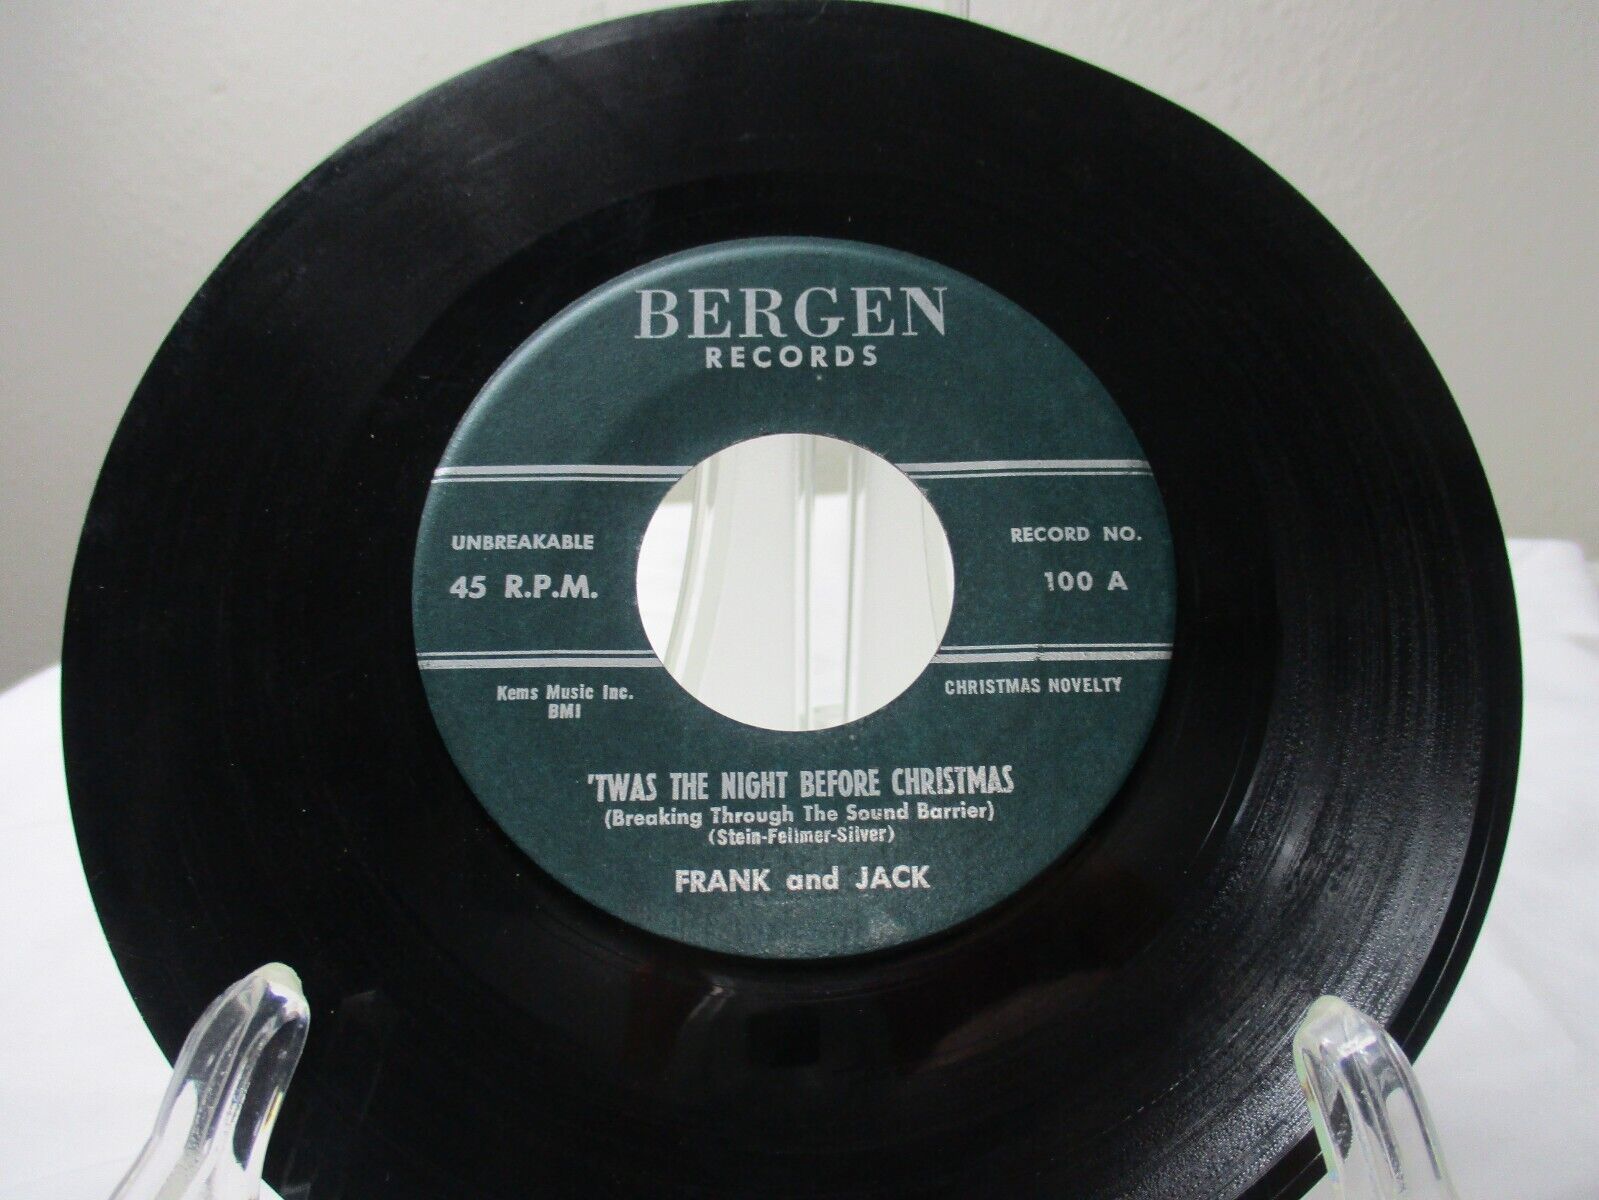 BERGEN
RECORDS
UNBREAKABLE
45 R.P.M.
RECORD NO.
100 A
Kems Music Inc.
BMI
CHRISTMAS NOVELTY
'TWAS THE NIGHT BEFORE CHRISTMAS
(Breaking Through The Sound Barrier)
(Stein-Fellmer-Silver)
FRANK and JACK